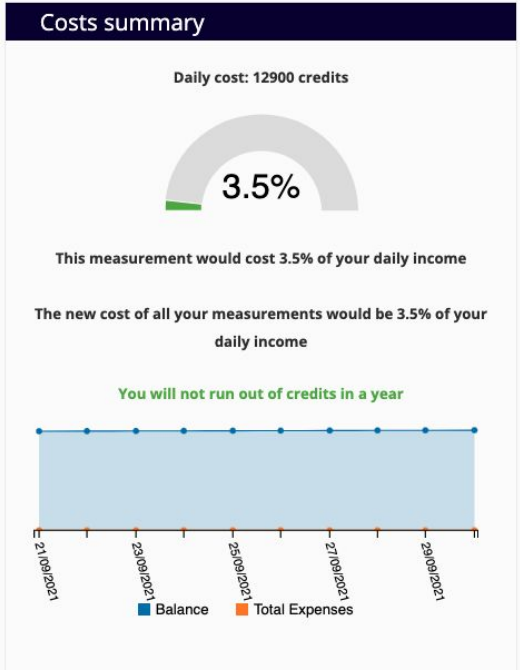 Costs summary
Daily cost: 12900 credits
3.5%
This measurement would cost 3.5% of your daily income
The new cost of all your measurements would be 3.5% of your
daily income
You will not run out of credits in a year
21/09/2021
23/09/2021
25/09/2021
27/09/2021
29/09/2021
Balance
Total Expenses